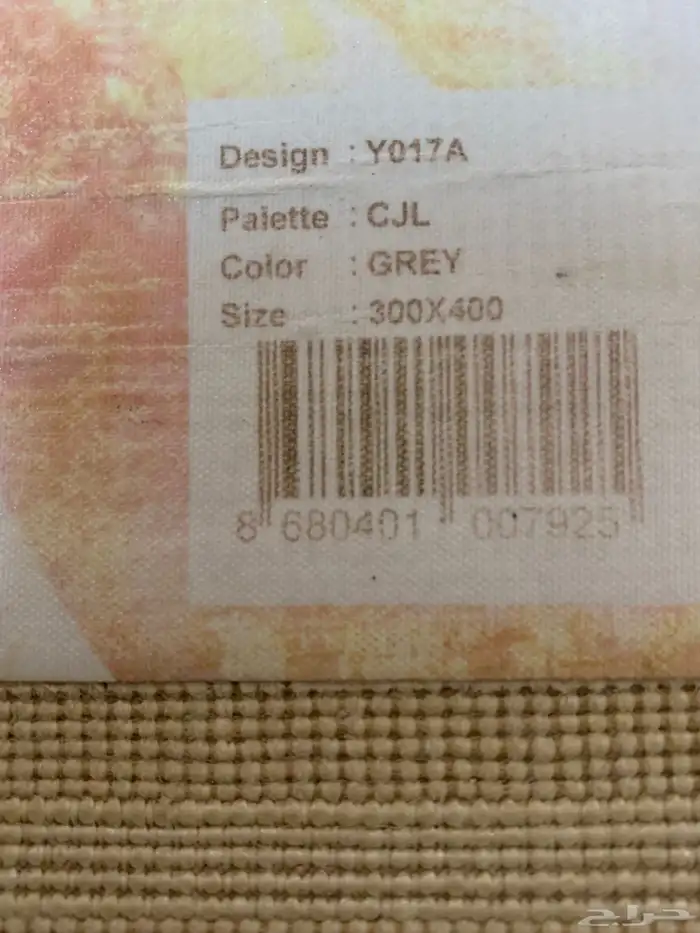 Design : Y017A
Palette : CJL
Color : GREY
Size : 300X400
8 680401 007925
حراج